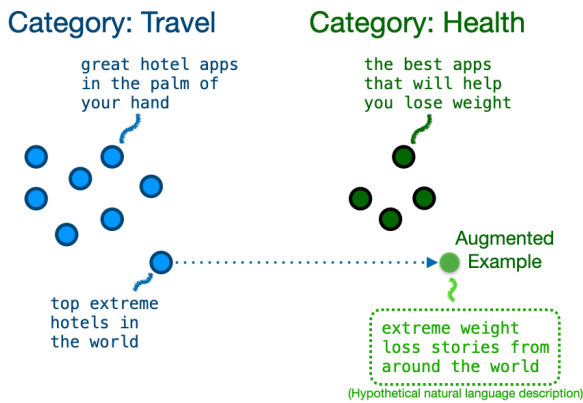 Category: Travel
great hotel apps
in the palm of
your hand
top extreme
hotels in
the world
Category: Health
the best apps
that will help
you lose weight
Augmented
Example
extreme weight
loss stories from
around the world
(Hypothetical natural language description)